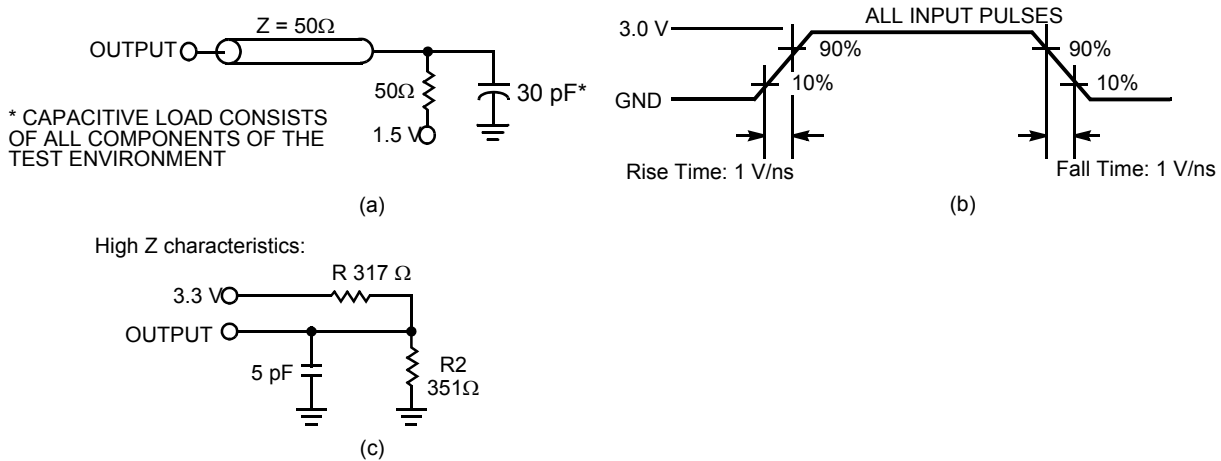 Z = 50Ω
OUTPUT
50Ω
30 pF*
1.5 V
* CAPACITIVE LOAD CONSISTS
OF ALL COMPONENTS OF THE
TEST ENVIRONMENT
(a)
ALL INPUT PULSES
3.0 V
90%
90%
10%
10%
GND
Rise Time: 1 V/ns
Fall Time: 1 V/ns
(b)
High Z characteristics:
R 317 Ω
3.3 V
OUTPUT
5 pF
R2
351Ω
(c)